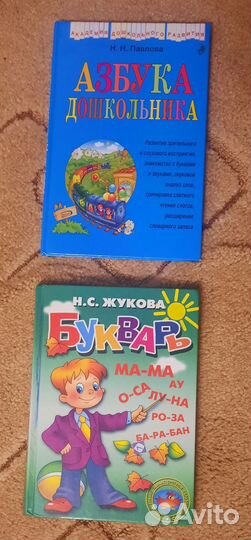 АКАДЕМИЯ ДОШКОЛЬНОГО РАЗВИТИЯ
Н. Н. Павлова
АЗБУКА
ДОШКОЛЬНИКА
Развитие зрительного
и слухового восприятия,
знакомство с буквами
и звуками, звуковой
анализ слов,
тренировка слитного
чтения слогов,
расширение
словарного запаса
Н.С. ЖУКОВА
БУКВАРЬ
МА-МА
АУ
О-СА
ЛУ-НА
РО-ЗА
БА-РА-БАН
Avito